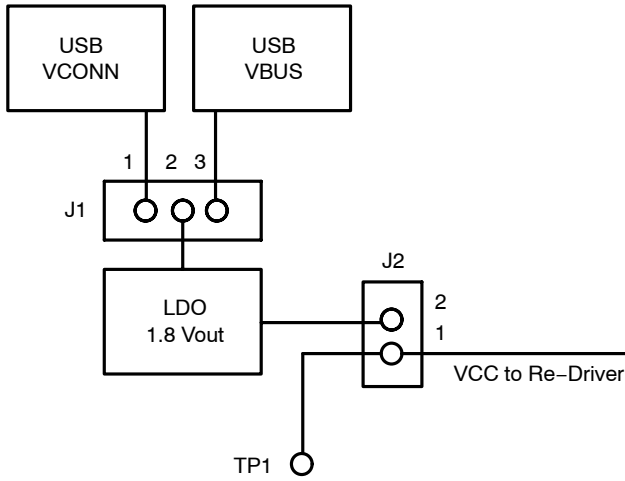 USB
VCONN
USB
VBUS
1 2 3
J1
LDO
1.8 Vout
J2
2
1
VCC to Re−Driver
TP1